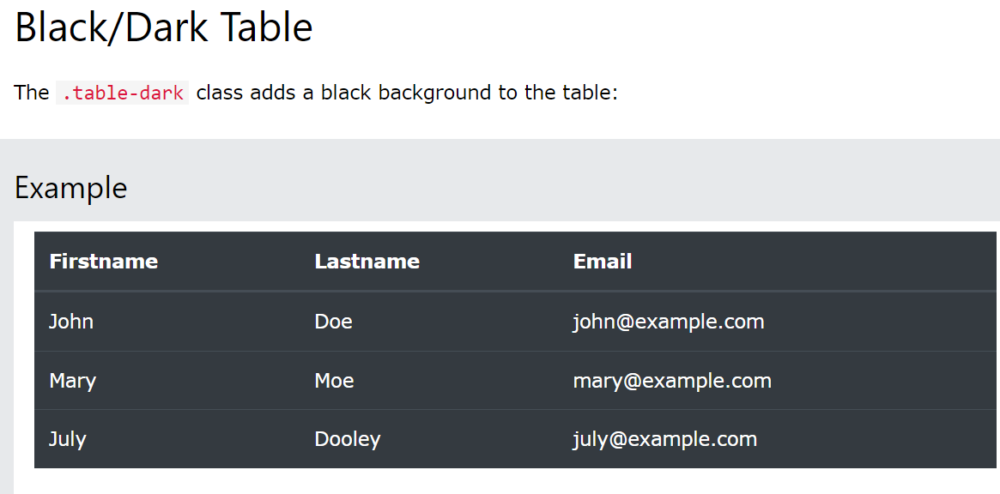 Black/Dark Table
The .table-dark class adds a black background to the table:
Example
Firstname Lastname Email
John Doe john@example.com
Mary Moe mary@example.com
July Dooley july@example.com